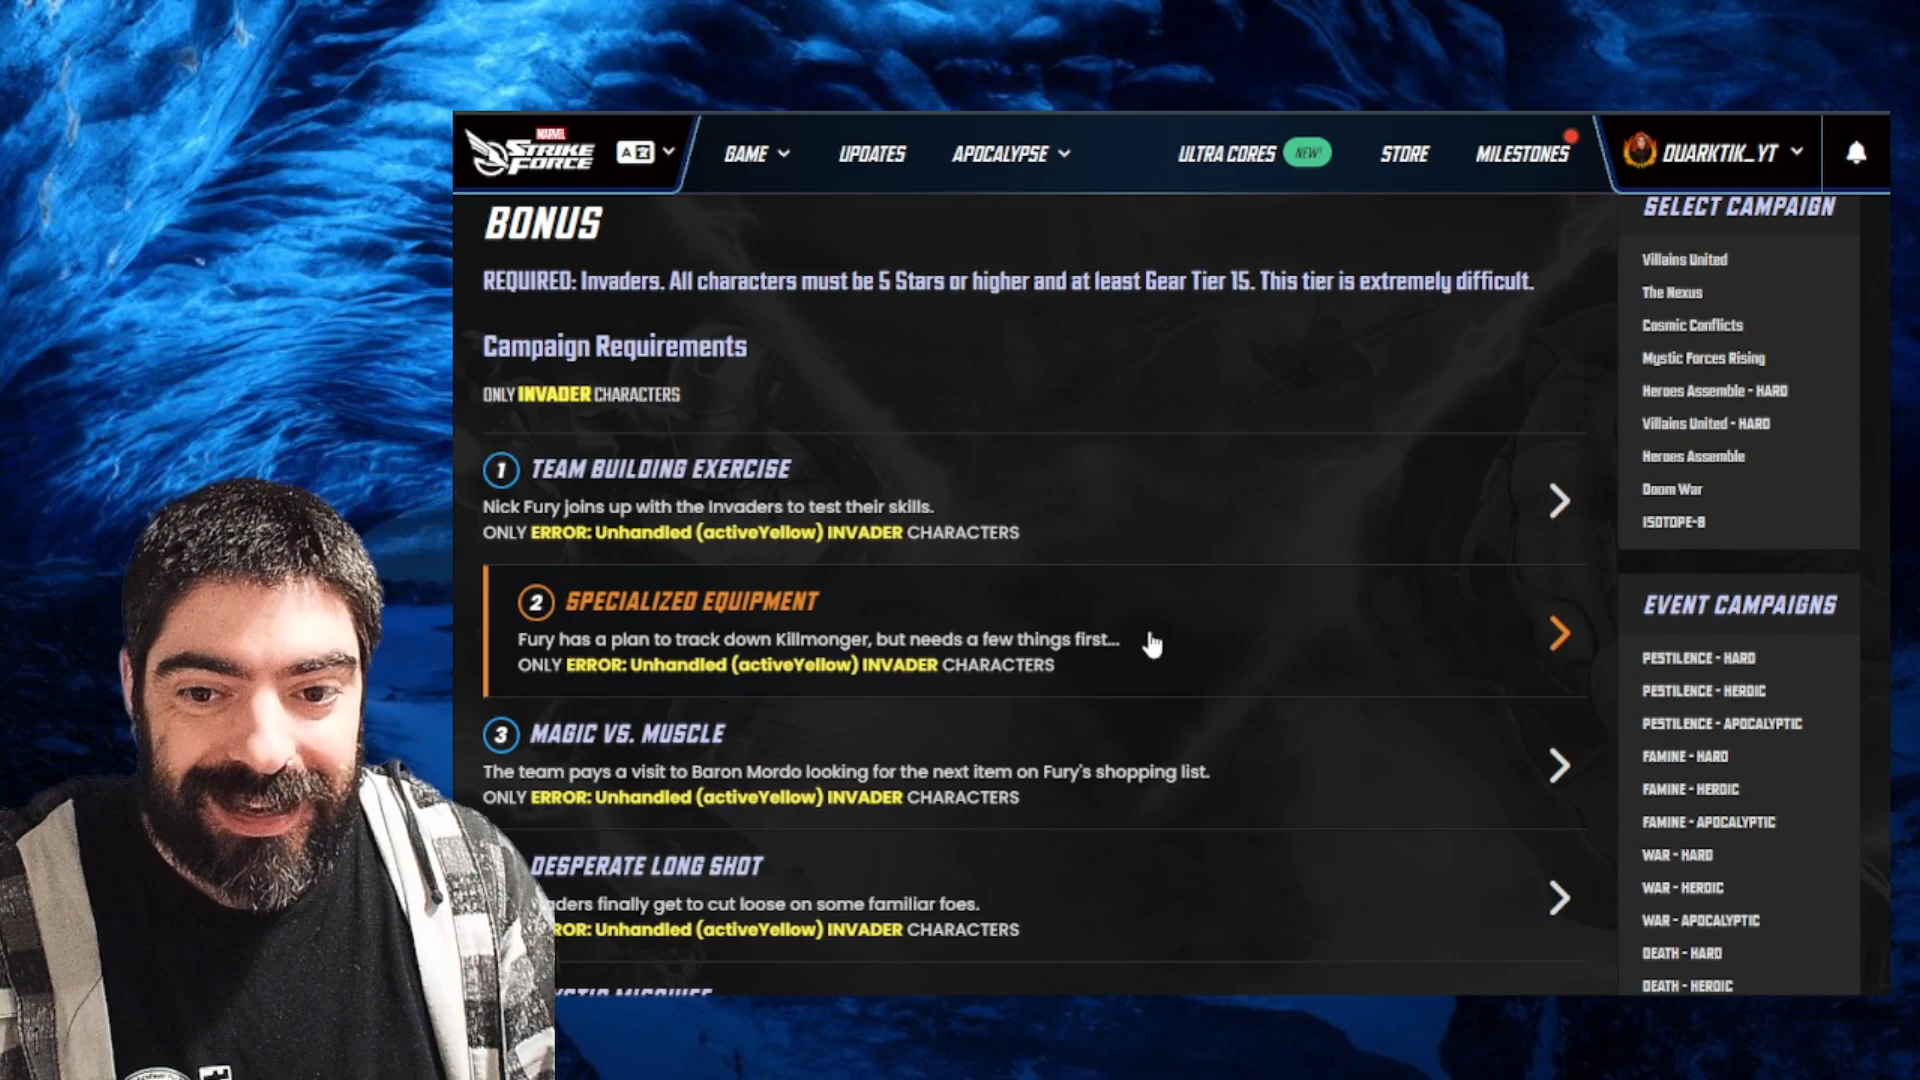 MARVEL
STRIKE
FORCE
GAME
UPDATES
APOCALYPSE
ULTRA CORES NEW!
STORE
MILESTONES
DUARKTIK_YT
BONUS
REQUIRED: Invaders. All characters must be 5 Stars or higher and at least Gear Tier 15. This tier is extremely difficult.
Campaign Requirements
ONLY INVADER CHARACTERS
1 TEAM BUILDING EXERCISE
Nick Fury joins up with the Invaders to test their skills.
ONLY ERROR: Unhandled (activeYellow) INVADER CHARACTERS
2 SPECIALIZED EQUIPMENT
Fury has a plan to track down Killmonger, but needs a few things first...
ONLY ERROR: Unhandled (activeYellow) INVADER CHARACTERS
3 MAGIC VS. MUSCLE
The team pays a visit to Baron Mordo looking for the next item on Fury's shopping list.
ONLY ERROR: Unhandled (activeYellow) INVADER CHARACTERS
DESPERATE LONG SHOT
aders finally get to cut loose on some familiar foes.
ROR: Unhandled (activeYellow) INVADER CHARACTERS
SELECT CAMPAIGN
Villains United
The Nexus
Cosmic Conflicts
Mystic Forces Rising
Heroes Assemble - HARD
Villains United - HARD
Heroes Assemble
Doom War
ISOTOPE-8
EVENT CAMPAIGNS
PESTILENCE - HARD
PESTILENCE - HEROIC
PESTILENCE - APOCALYPTIC
FAMINE - HARD
FAMINE - HEROIC
FAMINE - APOCALYPTIC
WAR - HARD
WAR - HEROIC
WAR - APOCALYPTIC
DEATH - HARD
DEATH - HEROIC